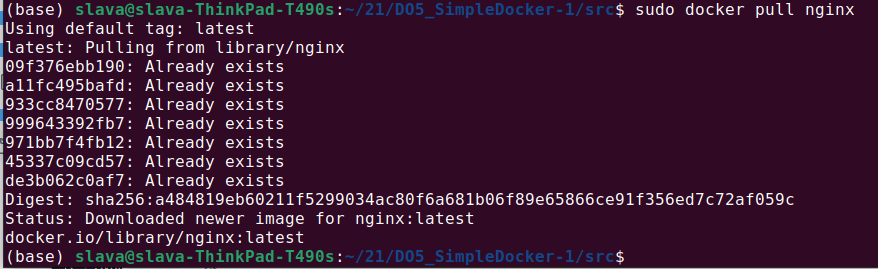 (base) slava@slava-ThinkPad-T490s:~/21/DO5_SimpleDocker-1/src$ sudo docker pull nginx
Using default tag: latest
latest: Pulling from library/nginx
09f376ebb190: Already exists
a11fc495bafd: Already exists
933cc8470577: Already exists
999643392fb7: Already exists
971bb7f4fb12: Already exists
45337c09cd57: Already exists
de3b062c0af7: Already exists
Digest: sha256:a484819eb60211f5299034ac80f6a681b06f89e65866ce91f356ed7c72af059c
Status: Downloaded newer image for nginx:latest
docker.io/library/nginx:latest
(base) slava@slava-ThinkPad-T490s:~/21/DO5_SimpleDocker-1/src$